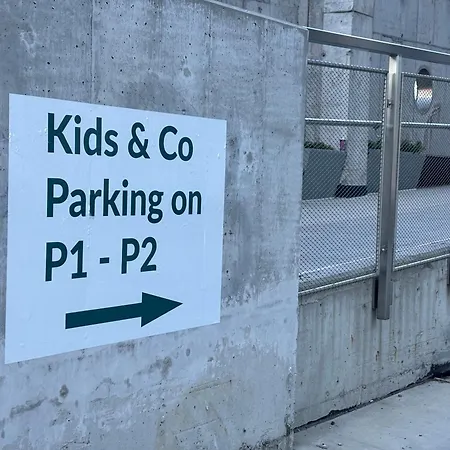 Kids & Co
Parking on
P1 - P2